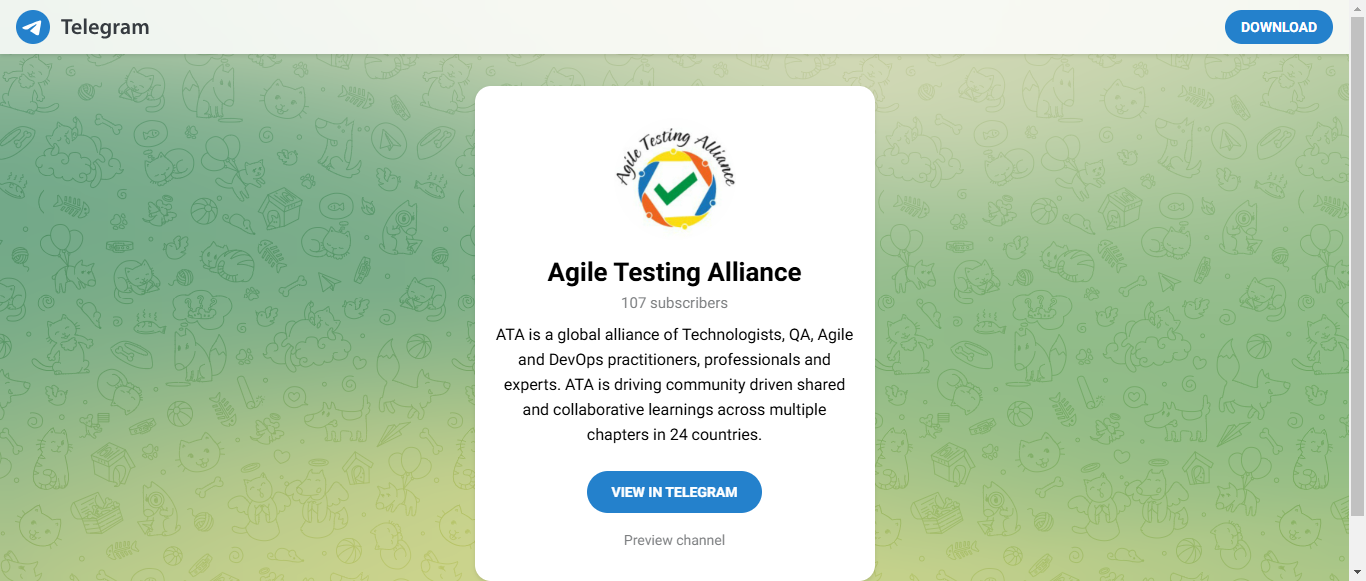 Telegram
DOWNLOAD
Agile Testing Alliance
Agile Testing Alliance
107 subscribers
ATA is a global alliance of Technologists, QA, Agile
and DevOps practitioners, professionals and
experts. ATA is driving community driven shared
and collaborative learnings across multiple
chapters in 24 countries.
VIEW IN TELEGRAM
Preview channel